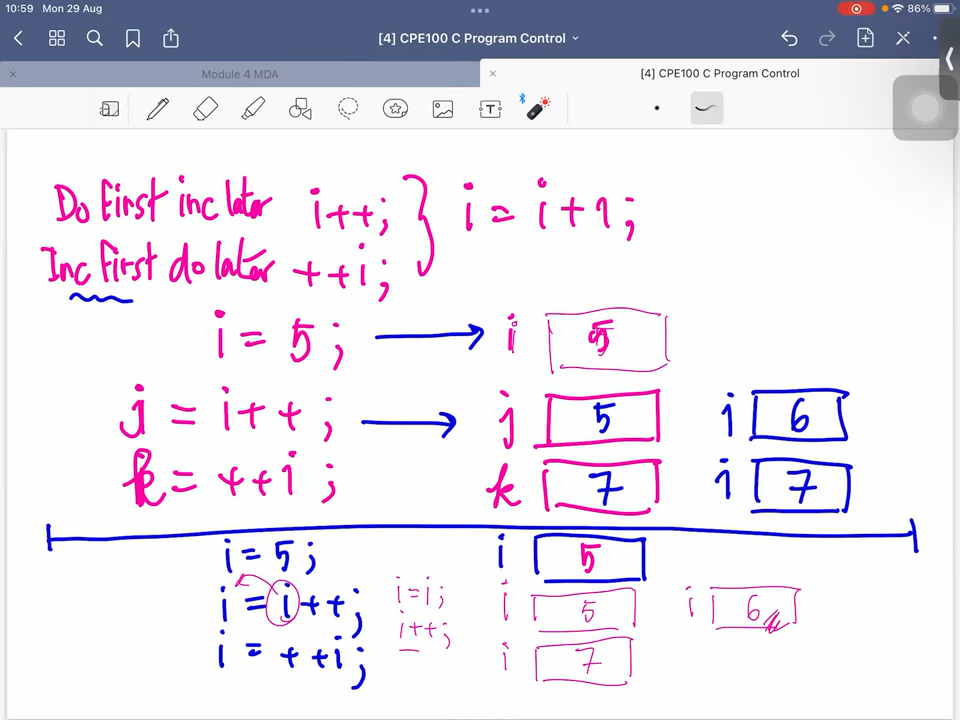 10:59 Mon 29 Aug
86%
[4] CPE100 C Program Control
Module 4 MDA
[4] CPE100 C Program Control
Do first inc later i++; } i = i+1;
Inc first do later ++i;
i = 5; i 5
j = i++; j 5 i 6
k = ++i; k 7 i 7
i = 5; i 5
i = i++; i=i; i 5 i 6
i++;
i = ++i; i 7